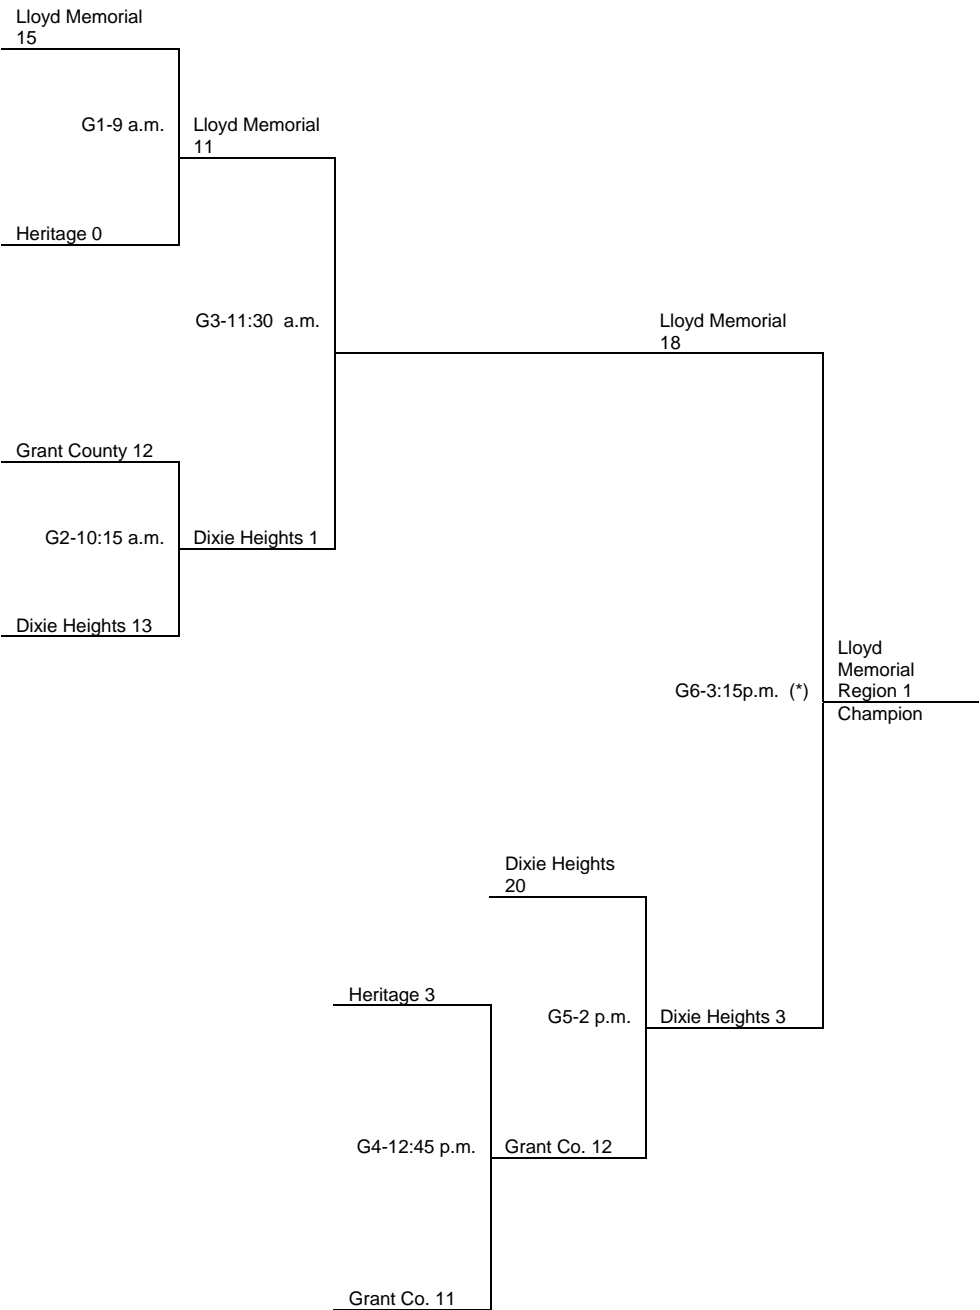 Lloyd Memorial
15
G1-9 a.m.
Lloyd Memorial
11
Heritage 0
G3-11:30  a.m.
Lloyd Memorial
18
Grant County 12
G2-10:15 a.m.
Dixie Heights 1
Dixie Heights 13
Lloyd
Memorial
G6-3:15p.m.  (*)
Region 1
Champion
Dixie Heights
20
Heritage 3
G5-2 p.m.
Dixie Heights 3
G4-12:45 p.m.
Grant Co. 12
Grant Co. 11